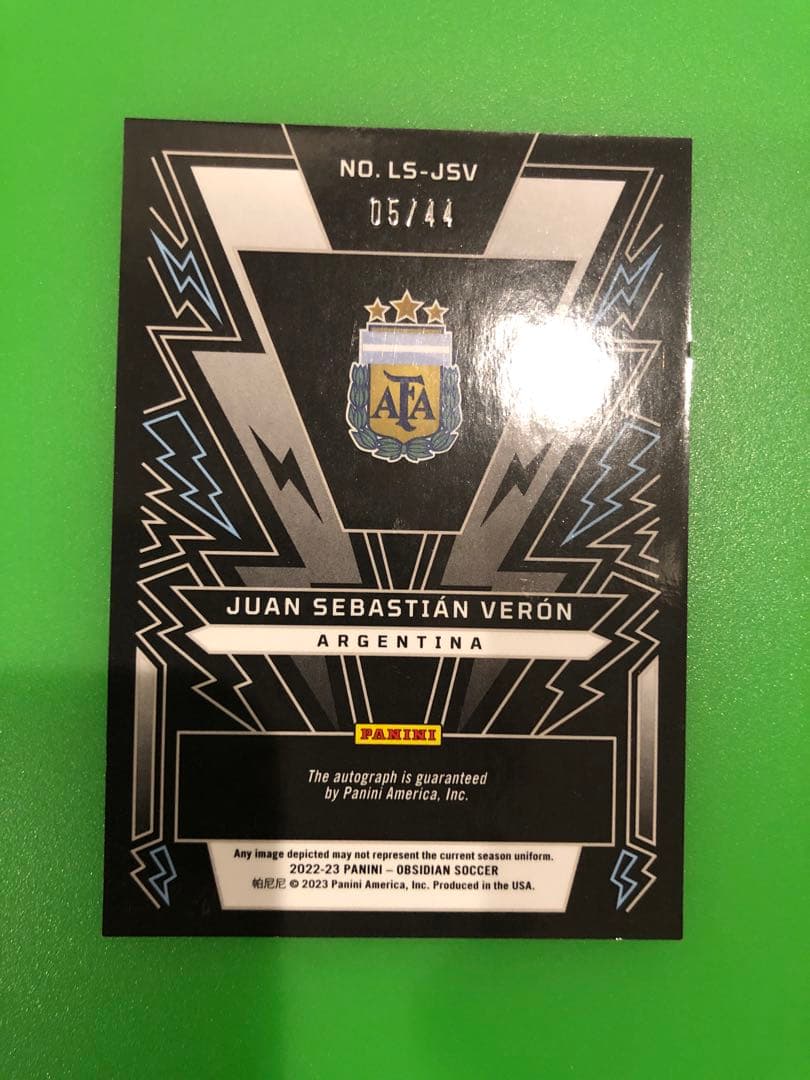 NO. LS-JSV
05/44
AFA
JUAN SEBASTIÁN VERÓN
ARGENTINA
PANINI
The autograph is guaranteed
by Panini America, Inc.
Any image depicted may not represent the current season uniform.
2022-23 PANINI – OBSIDIAN SOCCER
帕尼尼 © 2023 Panini America, Inc. Produced in the USA.